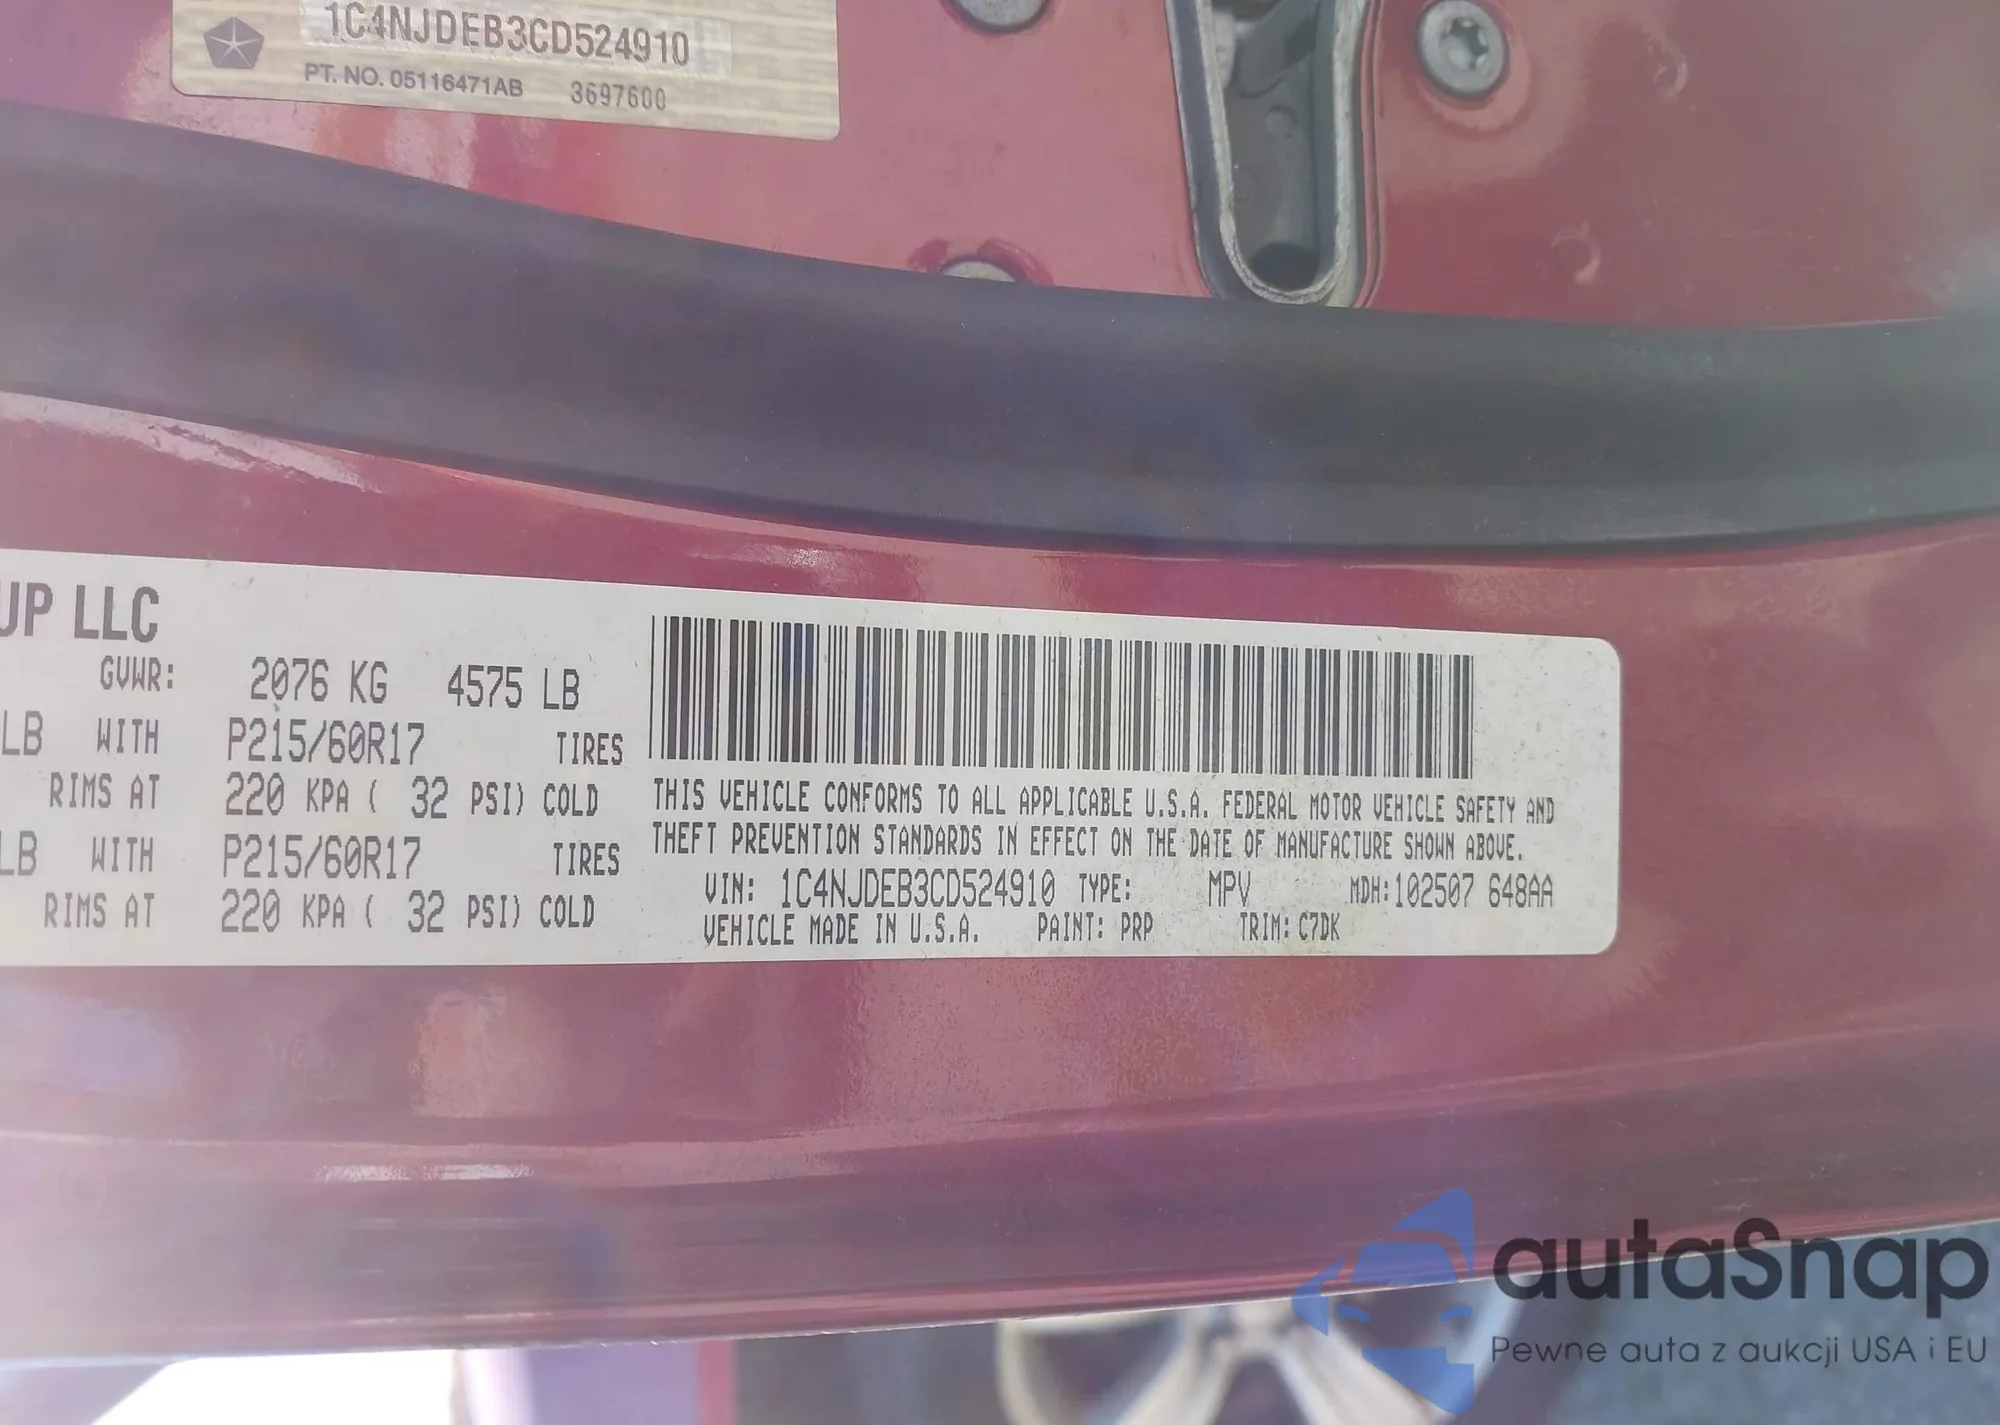 1C4NJDEB3CD524910
PT. NO. 05116471AB 3697600
UP LLC
GVWR: 2076 KG 4575 LB
LB WITH P215/60R17 TIRES
RIMS AT 220 KPA ( 32 PSI) COLD
LB WITH P215/60R17 TIRES
RIMS AT 220 KPA ( 32 PSI) COLD
THIS VEHICLE CONFORMS TO ALL APPLICABLE U.S.A. FEDERAL MOTOR VEHICLE SAFETY AND
THEFT PREVENTION STANDARDS IN EFFECT ON THE DATE OF MANUFACTURE SHOWN ABOVE.
VIN: 1C4NJDEB3CD524910 TYPE: MPV MDH:102507 648AA
VEHICLE MADE IN U.S.A. PAINT: PRP TRIM: C7DK
autaSnap
Pewne auta z aukcji USA i EU